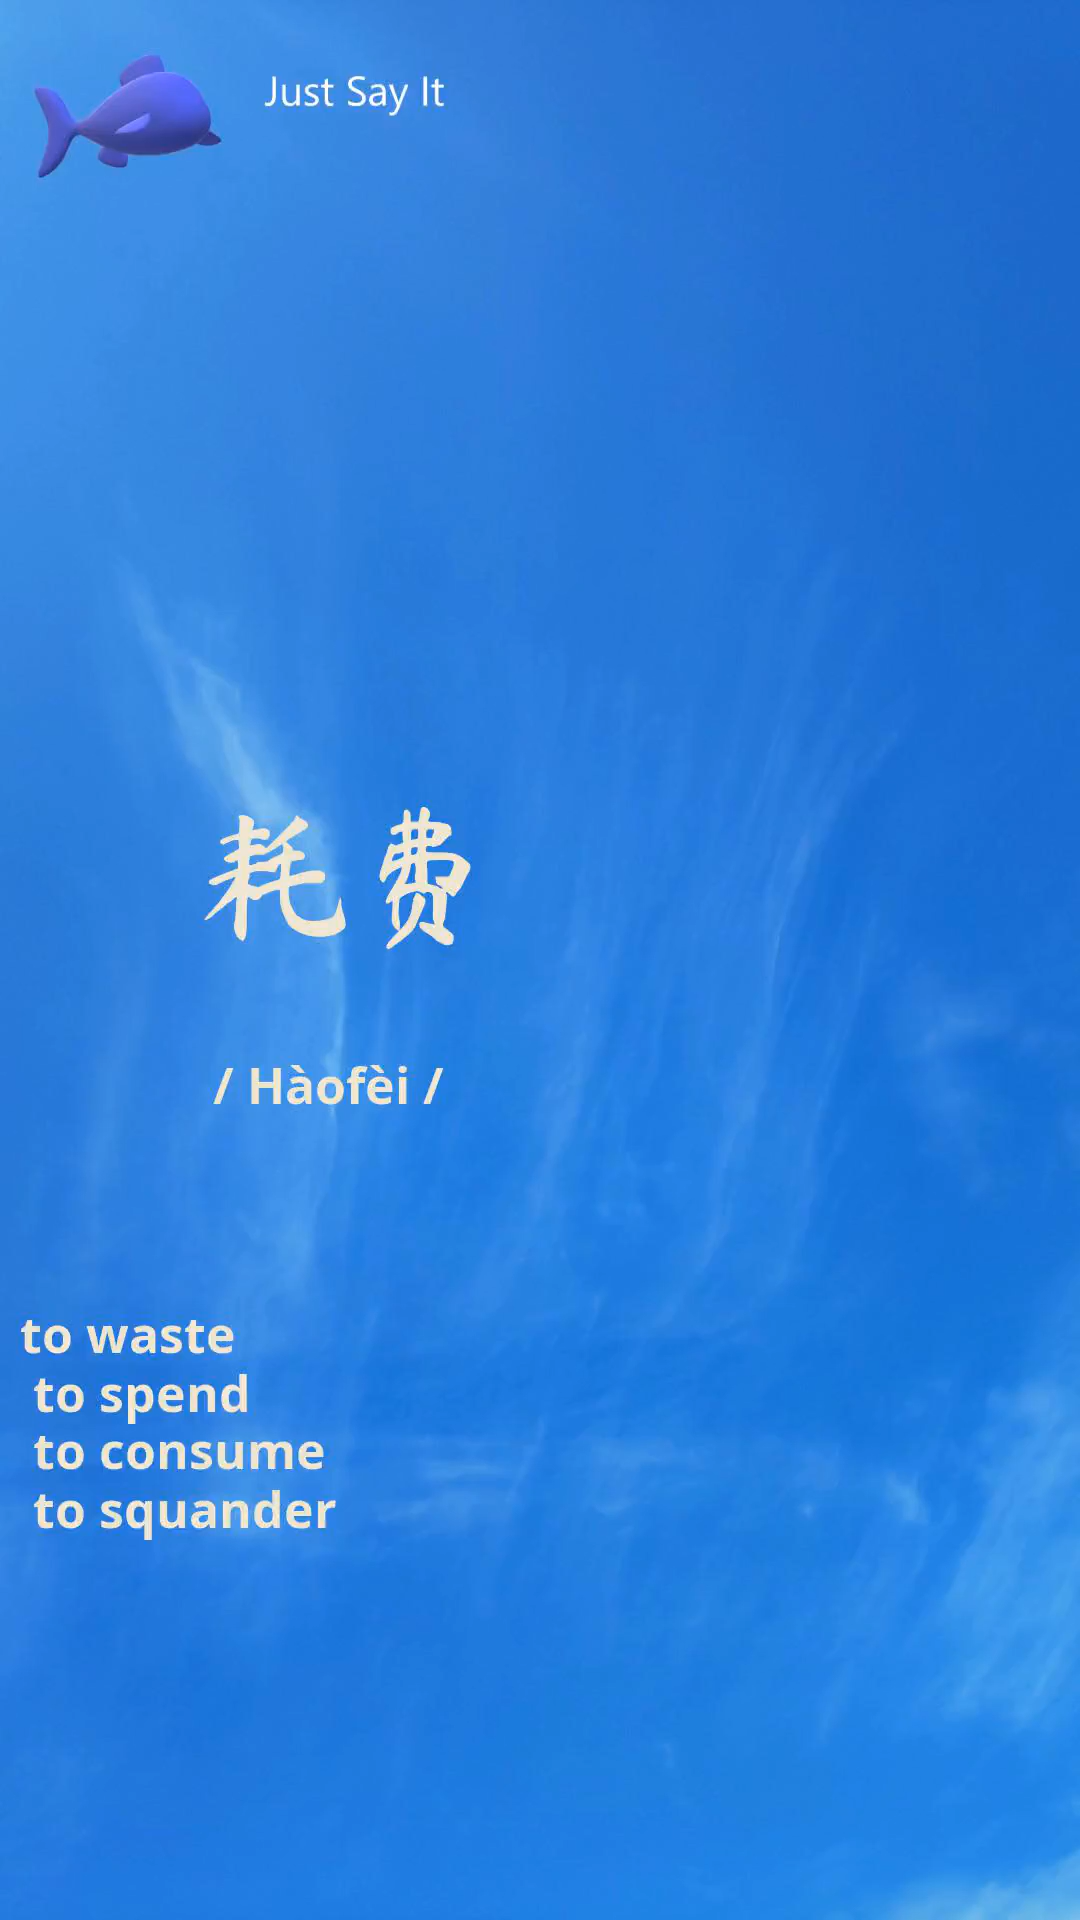 Just Say It
耗费
/ Hàofèi /
to waste
to spend
to consume
to squander